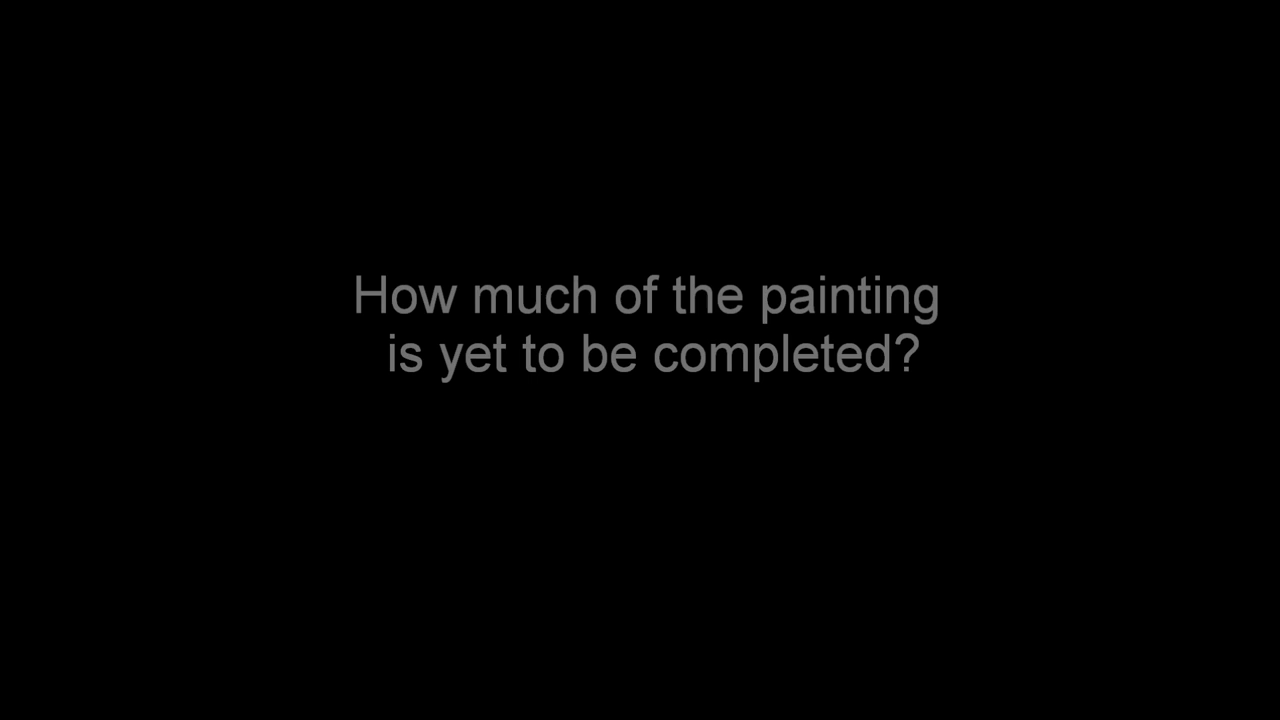 How much of the painting
is yet to be completed?